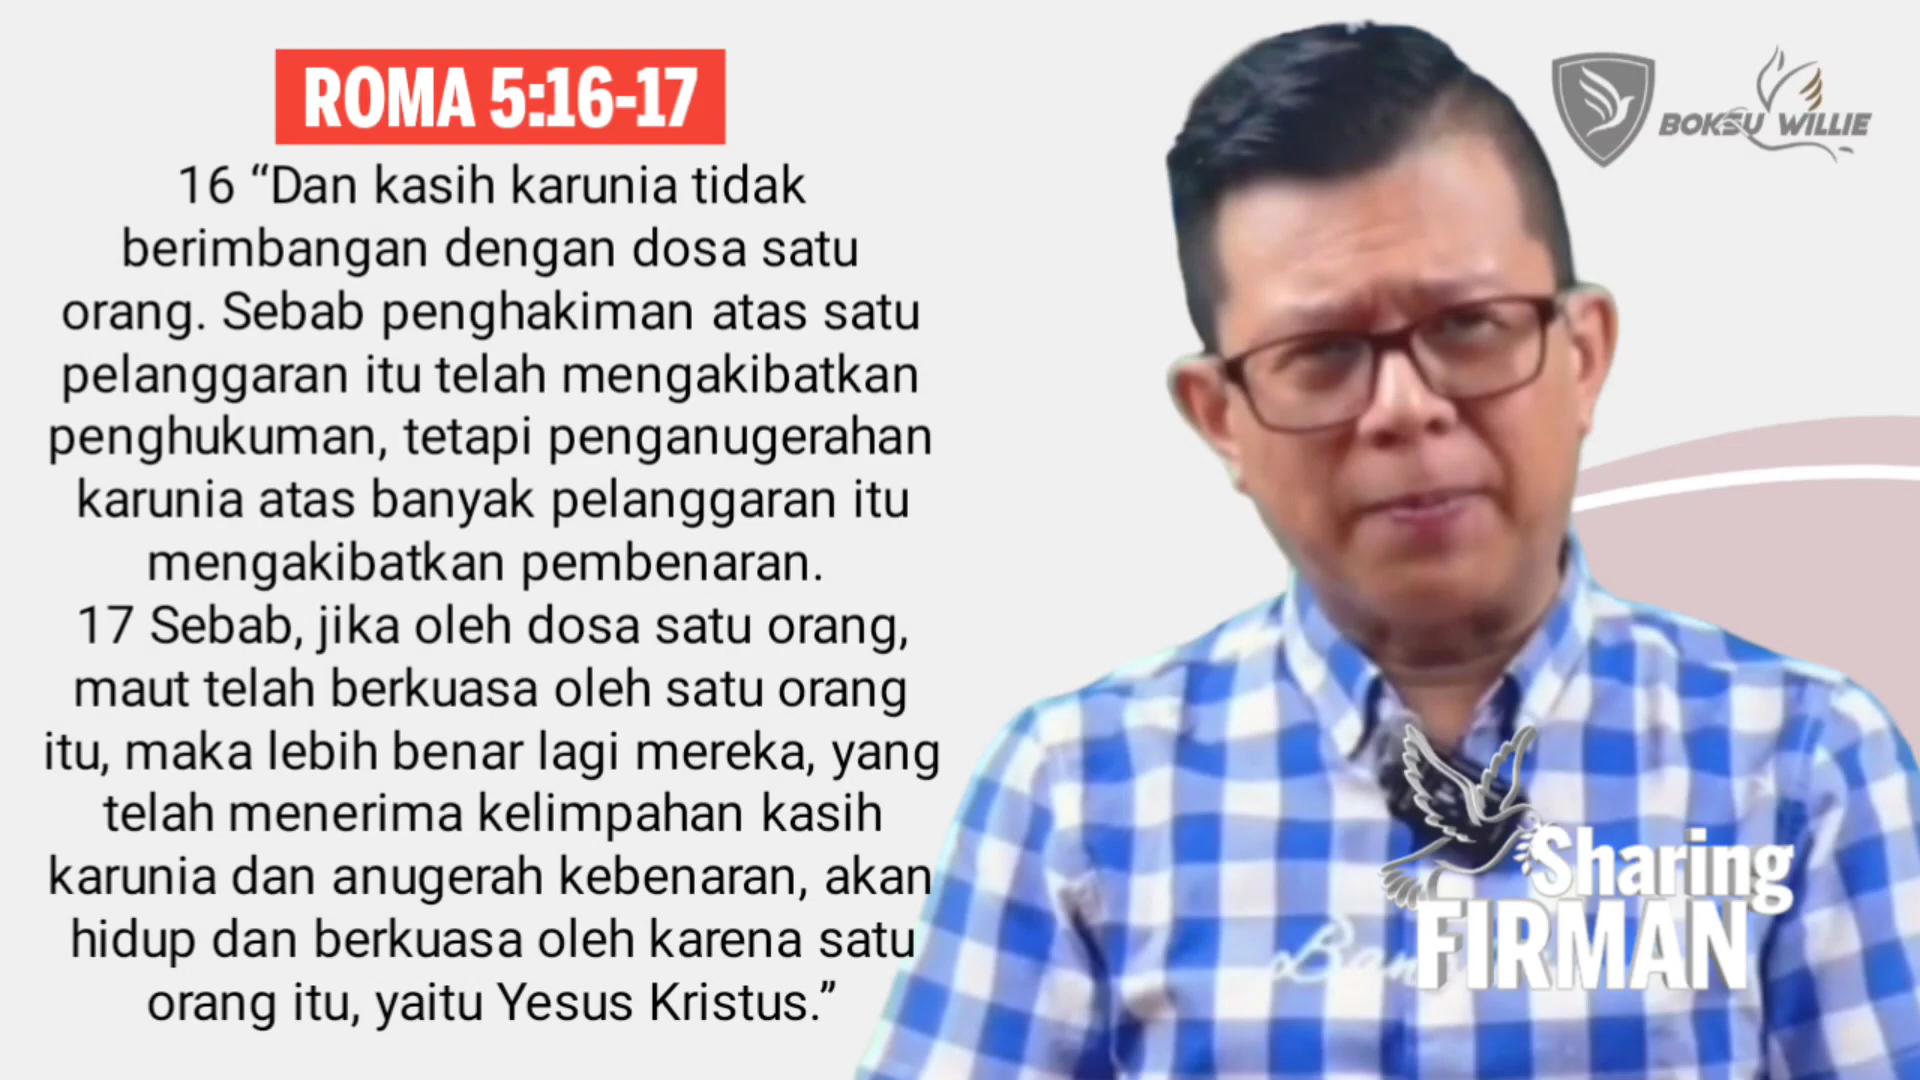 ROMA 5:16-17
16 “Dan kasih karunia tidak
berimbangan dengan dosa satu
orang. Sebab penghakiman atas satu
pelanggaran itu telah mengakibatkan
penghukuman, tetapi penganugerahan
karunia atas banyak pelanggaran itu
mengakibatkan pembenaran.
17 Sebab, jika oleh dosa satu orang,
maut telah berkuasa oleh satu orang
itu, maka lebih benar lagi mereka, yang
telah menerima kelimpahan kasih
karunia dan anugerah kebenaran, akan
hidup dan berkuasa oleh karena satu
orang itu, yaitu Yesus Kristus.”
BOKSU WILLIE
Sharing
FIRMAN